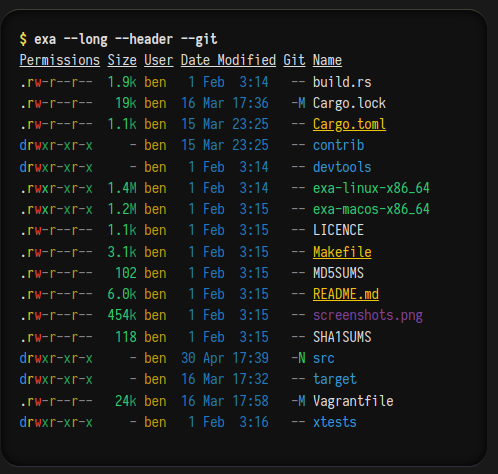 $ exa --long --header --git
Permissions Size User Date Modified Git Name
.rw-r--r-- 1.9k ben 1 Feb 3:14 -- build.rs
.rw-r--r-- 19k ben 16 Mar 17:36 -M Cargo.lock
.rw-r--r-- 1.1k ben 15 Mar 23:25 -- Cargo.toml
drwxr-xr-x - ben 15 Mar 23:25 -- contrib
drwxr-xr-x - ben 1 Feb 3:14 -- devtools
.rwxr-xr-x 1.4M ben 1 Feb 3:14 -- exa-linux-x86_64
.rwxr-xr-x 1.2M ben 1 Feb 3:15 -- exa-macos-x86_64
.rw-r--r-- 1.1k ben 1 Feb 3:15 -- LICENCE
.rw-r--r-- 3.1k ben 1 Feb 3:15 -- Makefile
.rw-r--r-- 102 ben 1 Feb 3:15 -- MD5SUMS
.rw-r--r-- 6.0k ben 1 Feb 3:15 -- README.md
.rw-r--r-- 454k ben 1 Feb 3:15 -- screenshots.png
.rw-r--r-- 118 ben 1 Feb 3:15 -- SHA1SUMS
drwxr-xr-x - ben 30 Apr 17:39 -N src
drwxr-xr-x - ben 16 Mar 17:32 -- target
.rw-r--r-- 24k ben 16 Mar 17:58 -M Vagrantfile
drwxr-xr-x - ben 1 Feb 3:16 -- xtests